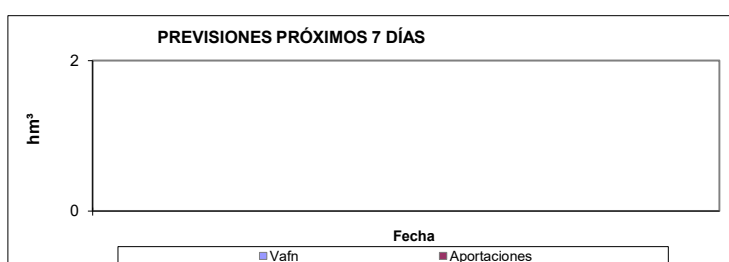 PREVISIONES PRÓXIMOS 7 DÍAS
2
hm³
0
Fecha
Vafn Aportaciones